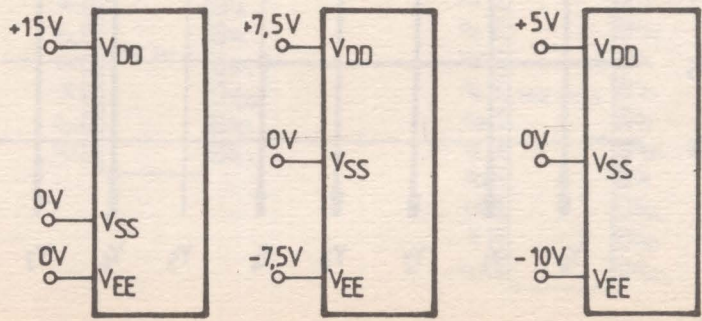 +15V
VDD
0V
VSS
0V
VEE
+7,5V
VDD
0V
VSS
-7,5V
VEE
+5V
VDD
0V
VSS
-10V
VEE